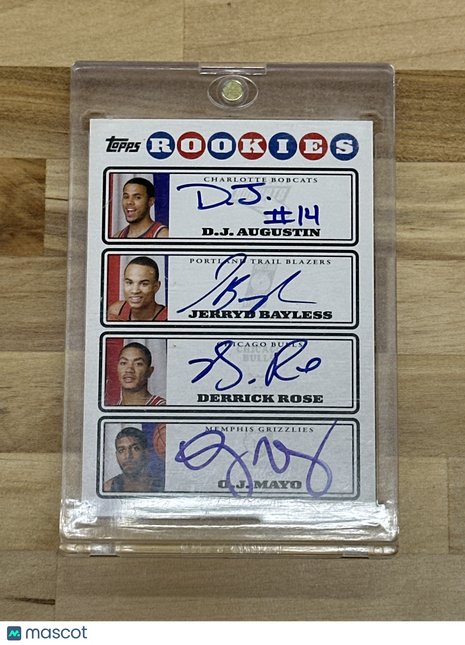 Topps ROOKIES
CHARLOTTE BOBCATS
D.J.
#14
D.J. AUGUSTIN
PORTLAND TRAIL BLAZERS
JERRYD BAYLESS
CHICAGO BULLS
DERRICK ROSE
MEMPHIS GRIZZLIES
O.J. MAYO
mascot